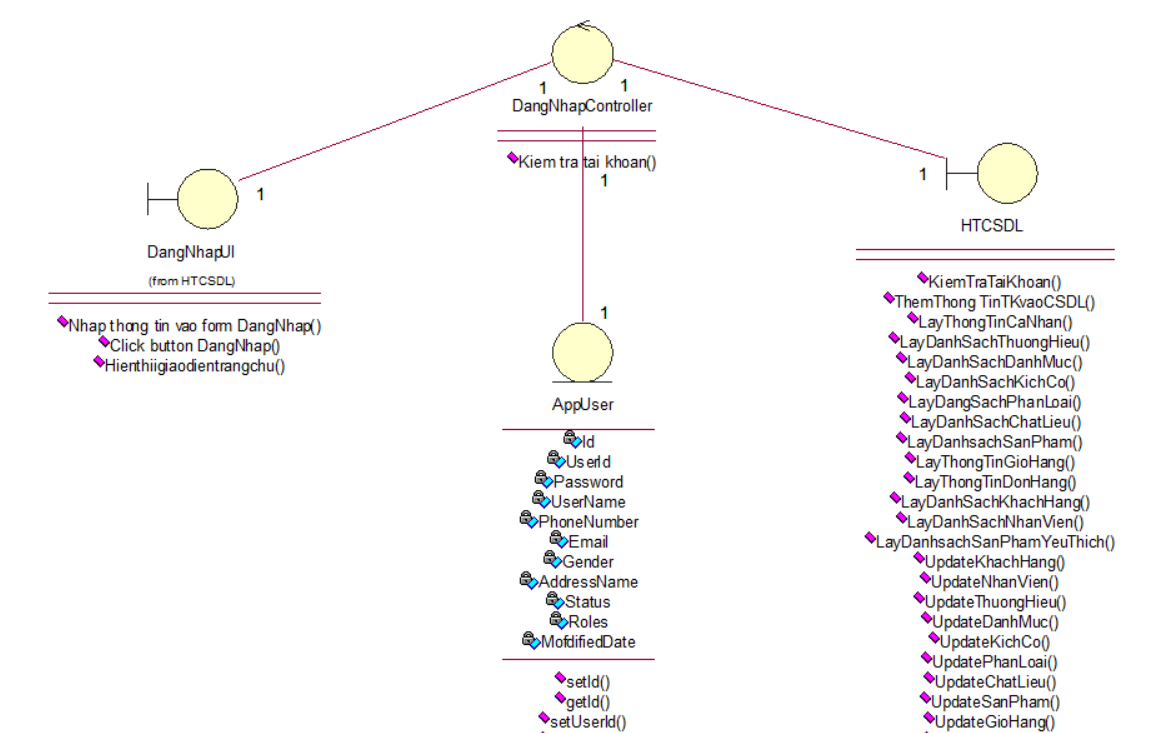 1
1
DangNhapController
Kiem tra tai khoan()
1
1
DangNhapUI
(from HTCSDL)
Nhap thong tin vao form DangNhap()
Click button DangNhap()
Hienthiigiaodientrangchu()
1
AppUser
Id
UserId
Password
UserName
PhoneNumber
Email
Gender
AddressName
Status
Roles
MofdifiedDate
setId()
getId()
setUserId()
1
HTCSDL
KiemTraTaiKhoan()
ThemThong TinTKvaoCSDL()
LayThongTinCaNhan()
LayDanhSachThuongHieu()
LayDanhSachDanhMuc()
LayDanhSachKichCo()
LayDangSachPhanLoai()
LayDanhSachChatLieu()
LayDanhsachSanPham()
LayThongTinGioHang()
LayThongTinDonHang()
LayDanhSachKhachHang()
LayDanhSachNhanVien()
LayDanhsachSanPhamYeuThich()
UpdateKhachHang()
UpdateNhanVien()
UpdateThuongHieu()
UpdateDanhMuc()
UpdateKichCo()
UpdatePhanLoai()
UpdateChatLieu()
UpdateSanPham()
UpdateGioHang()